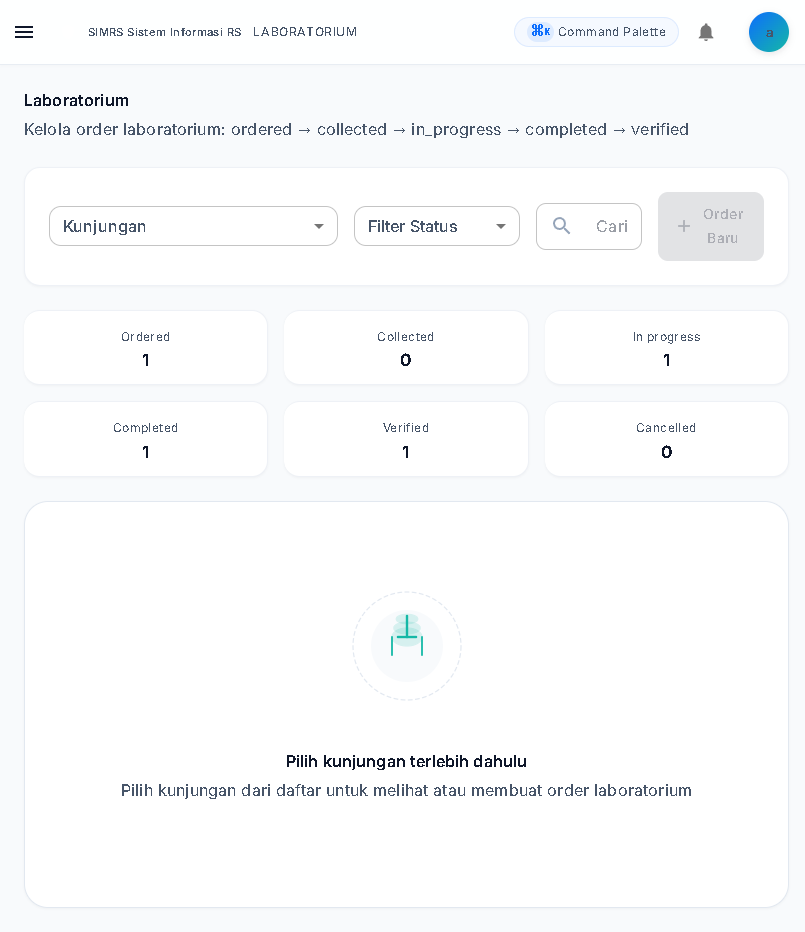 SIMRS Sistem Informasi RS LABORATORIUM ⌘K Command Palette a
Laboratorium
Kelola order laboratorium: ordered → collected → in_progress → completed → verified
Kunjungan Filter Status Cari + Order
Baru
Ordered Collected In progress
1 0 1
Completed Verified Cancelled
1 1 0
Pilih kunjungan terlebih dahulu
Pilih kunjungan dari daftar untuk melihat atau membuat order laboratorium